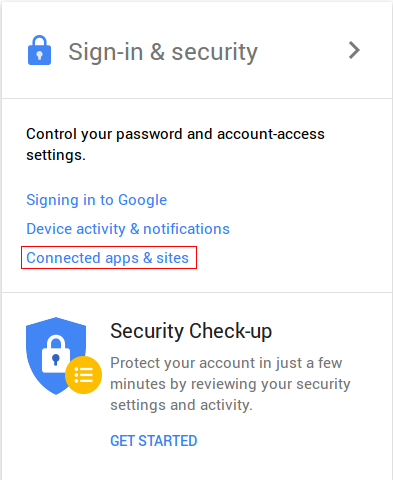 Sign-in & security
Control your password and account-access
settings.
Signing in to Google
Device activity & notifications
Connected apps & sites
Security Check-up
Protect your account in just a few
minutes by reviewing your security
settings and activity.
GET STARTED